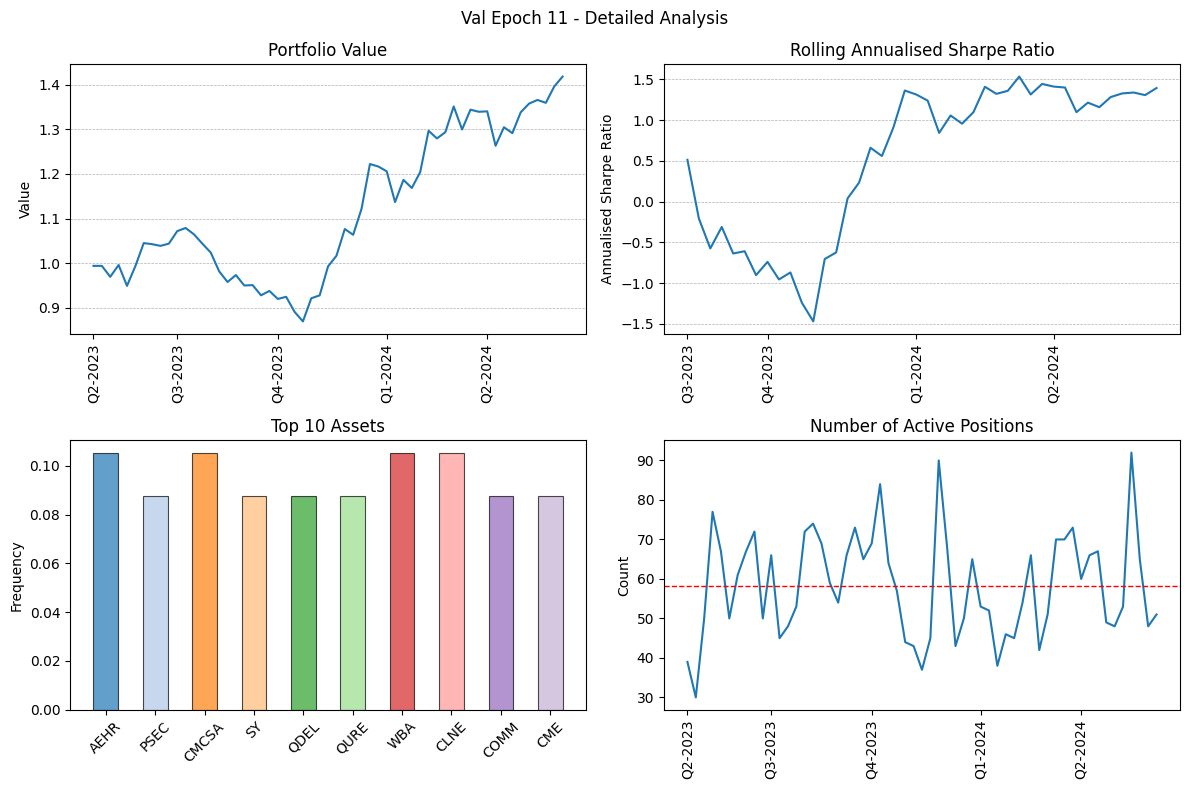 Val Epoch 11 - Detailed Analysis
Portfolio Value
Value
1.4
1.3
1.2
1.1
1.0
0.9
Q2-2023
Q3-2023
Q4-2023
Q1-2024
Q2-2024
Rolling Annualised Sharpe Ratio
Annualised Sharpe Ratio
1.5
1.0
0.5
0.0
−0.5
−1.0
−1.5
Q3-2023
Q4-2023
Q1-2024
Q2-2024
Top 10 Assets
Frequency
0.10
0.08
0.06
0.04
0.02
0.00
AEHR
PSEC
CMCSA
SY
QDEL
QURE
WBA
CLNE
COMM
CME
Number of Active Positions
Count
90
80
70
60
50
40
30
Q2-2023
Q3-2023
Q4-2023
Q1-2024
Q2-2024